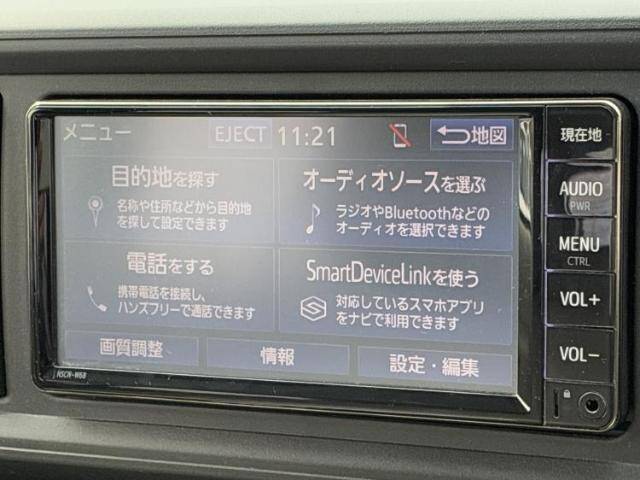 メニュー
EJECT
11:21
地図
現在地
目的地を探す
名称や住所などから目的地
を探して設定できます
オーディオソースを選ぶ
ラジオやBluetoothなどの
オーディオを選択できます
AUDIO
PWR
電話をする
携帯電話を接続し、
ハンズフリーで通話できます
SmartDeviceLinkを使う
対応しているスマホアプリ
をナビで利用できます
MENU
CTRL
VOL+
画質調整
情報
設定・編集
VOL−
NSCN-W68